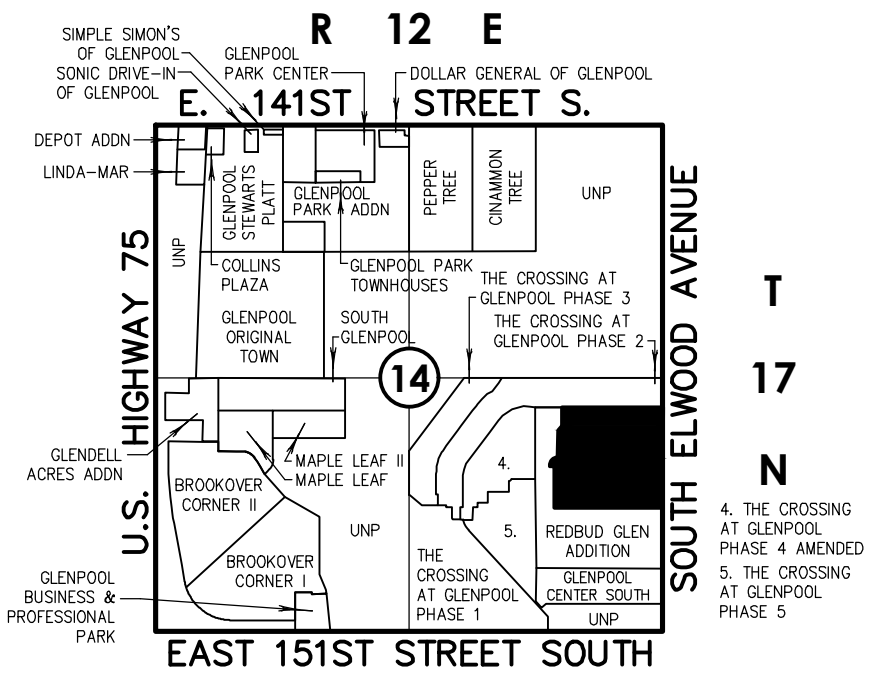 R 12 E
SIMPLE SIMON'S
OF GLENPOOL
SONIC DRIVE-IN
OF GLENPOOL
GLENPOOL
PARK CENTER
DOLLAR GENERAL OF GLENPOOL
E. 141ST STREET S.
DEPOT ADDN
LINDA-MAR
UNP
GLENPOOL
STEWARTS
PLATT
GLENPOOL
PARK ADDN
PEPPER
TREE
CINAMMON
TREE
UNP
COLLINS
PLAZA
GLENPOOL PARK
TOWNHOUSES
GLENPOOL
ORIGINAL
TOWN
SOUTH
GLENPOOL
THE CROSSING AT
GLENPOOL PHASE 3
THE CROSSING AT
GLENPOOL PHASE 2
U.S. HIGHWAY 75
SOUTH ELWOOD AVENUE
T
17
N
14
GLENDELL
ACRES ADDN
MAPLE LEAF II
MAPLE LEAF
BROOKOVER
CORNER II
UNP
BROOKOVER
CORNER I
4.
5.
THE
CROSSING
AT GLENPOOL
PHASE 1
REDBUD GLEN
ADDITION
GLENPOOL
CENTER SOUTH
UNP
GLENPOOL
BUSINESS &
PROFESSIONAL
PARK
4. THE CROSSING
AT GLENPOOL
PHASE 4 AMENDED
5. THE CROSSING
AT GLENPOOL
PHASE 5
EAST 151ST STREET SOUTH